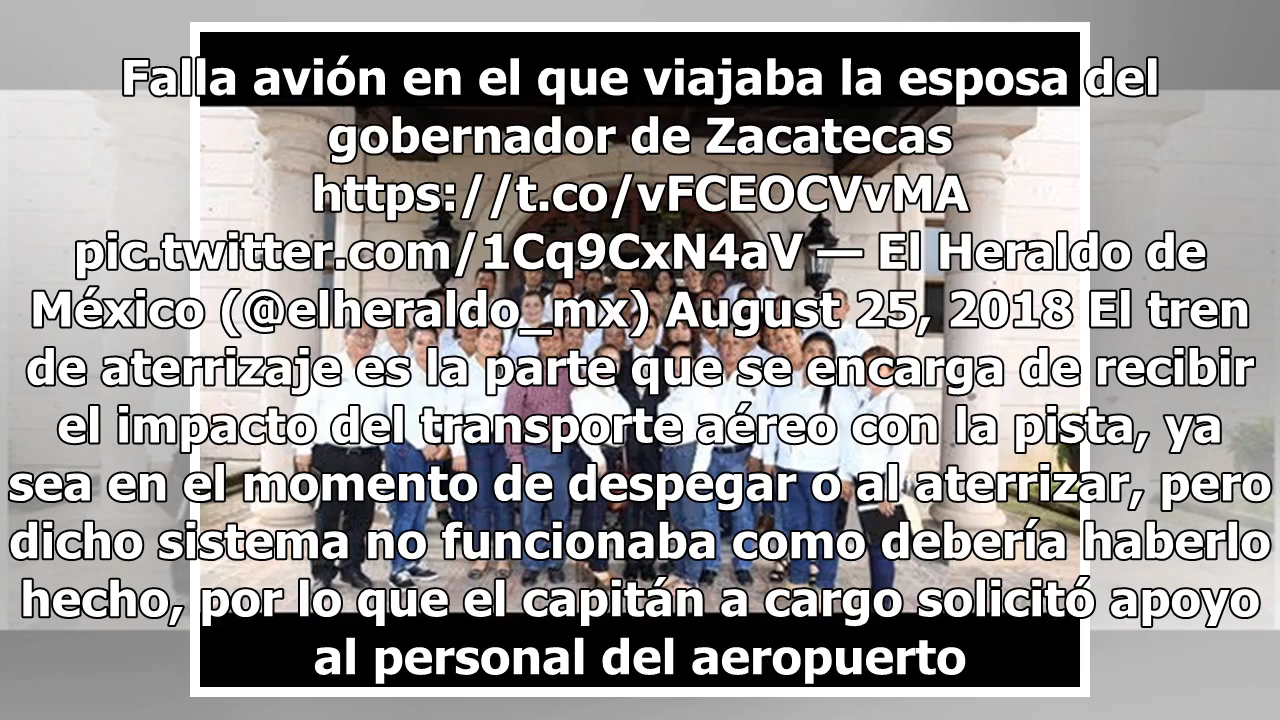 Falla avión en el que viajaba la esposa del
gobernador de Zacatecas
https://t.co/vFCEOCVvMA
pic.twitter.com/1Cq9CxN4aV — El Heraldo de
México (@elheraldo_mx) August 25, 2018 El tren
de aterrizaje es la parte que se encarga de recibir
el impacto del transporte aéreo con la pista, ya
sea en el momento de despegar o al aterrizar, pero
dicho sistema no funcionaba como debería haberlo
hecho, por lo que el capitán a cargo solicitó apoyo
al personal del aeropuerto